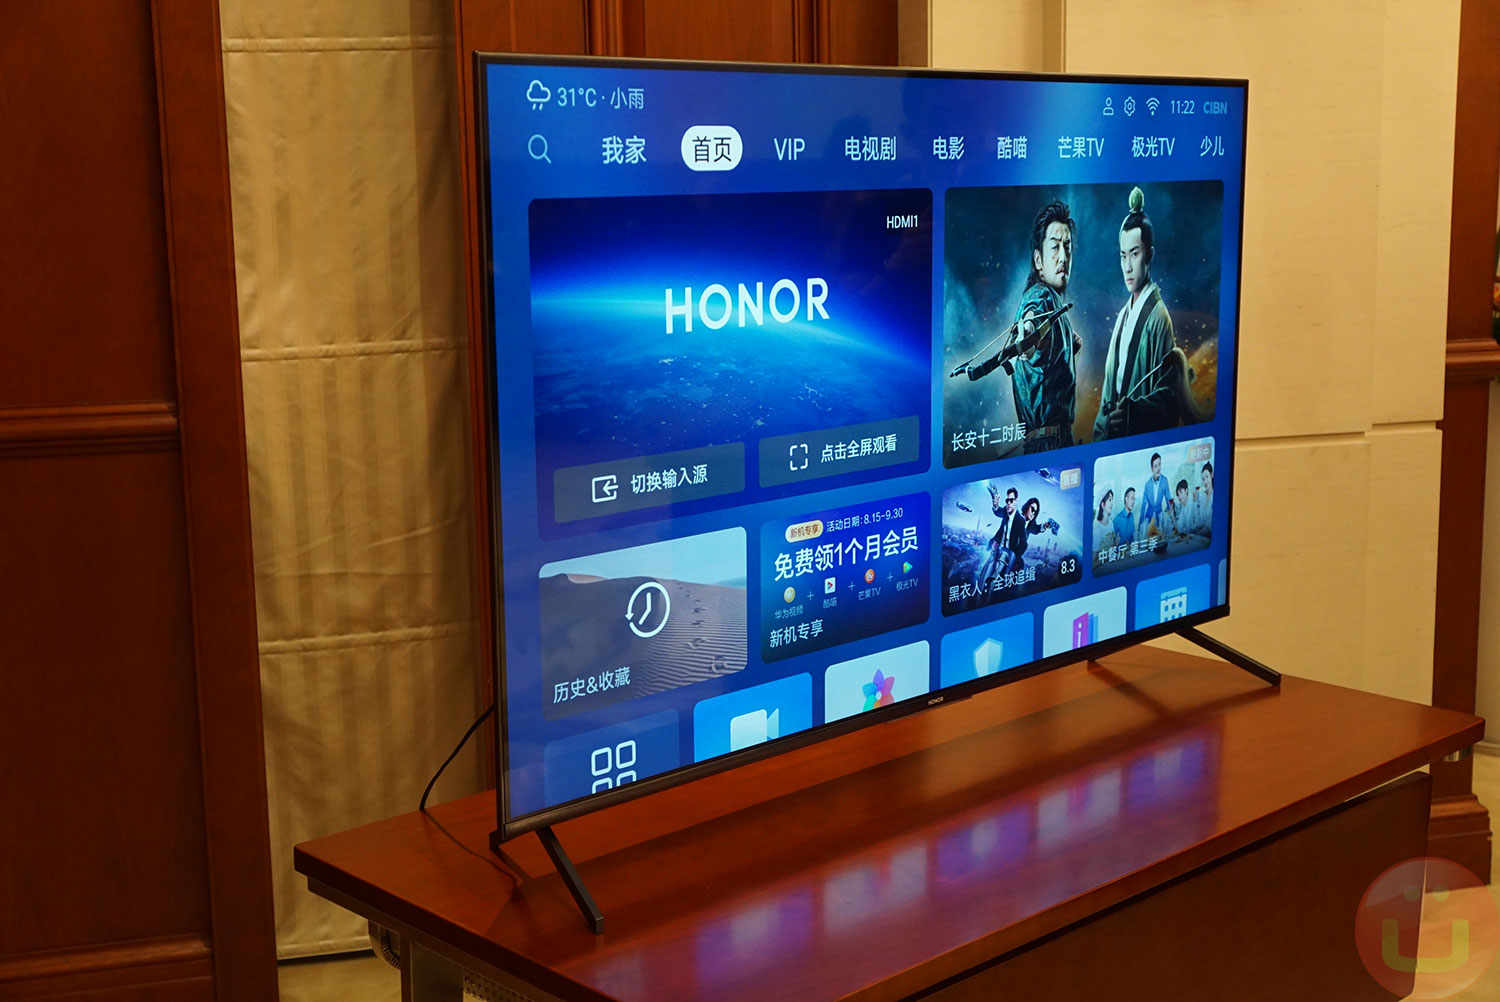 31°C · 小雨
11:22 CIBN
我家 首页 VIP 电视剧 电影 酷喵 芒果TV 极光TV 少儿
HDMI1
HONOR
切换输入源
点击全屏观看
长安十二时辰
历史&收藏
新机专享 活动日期:8.15-9.30
免费领1个月会员
华为视频 + 酷喵 + 芒果TV + 极光TV
新机专享
首播
黑衣人：全球追缉 8.3
更新中
中餐厅 第三季
HONOR